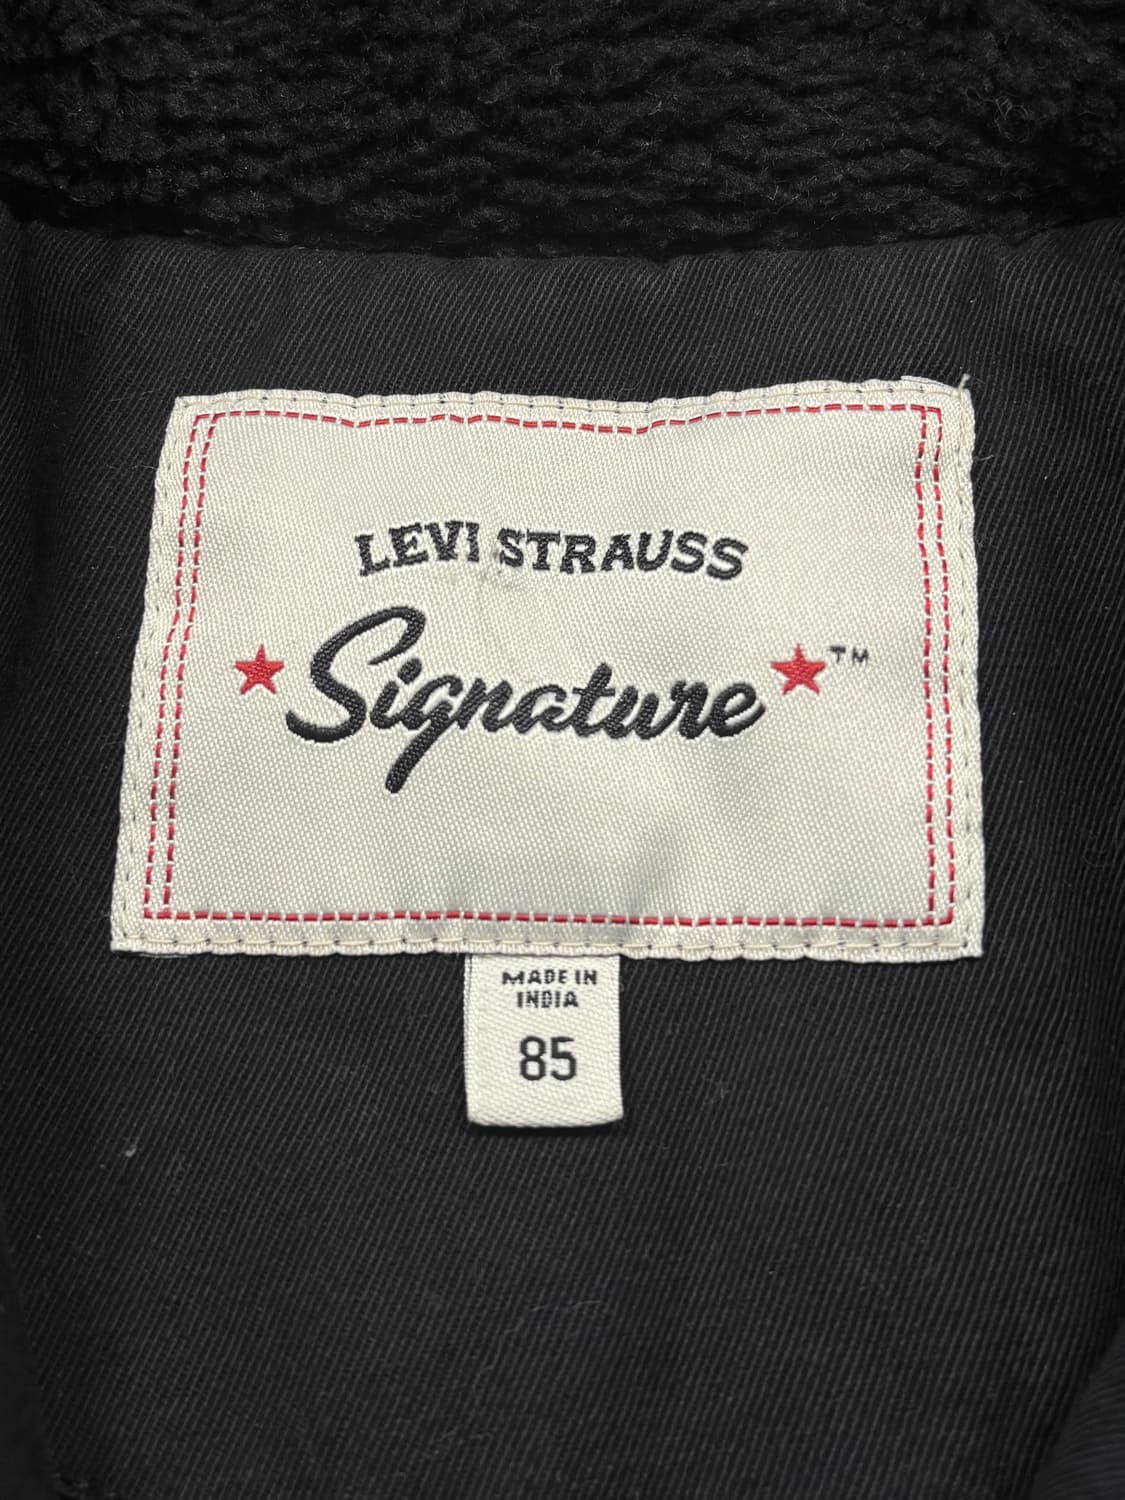 LEVI STRAUSS
Signature™
MADE IN
INDIA
85